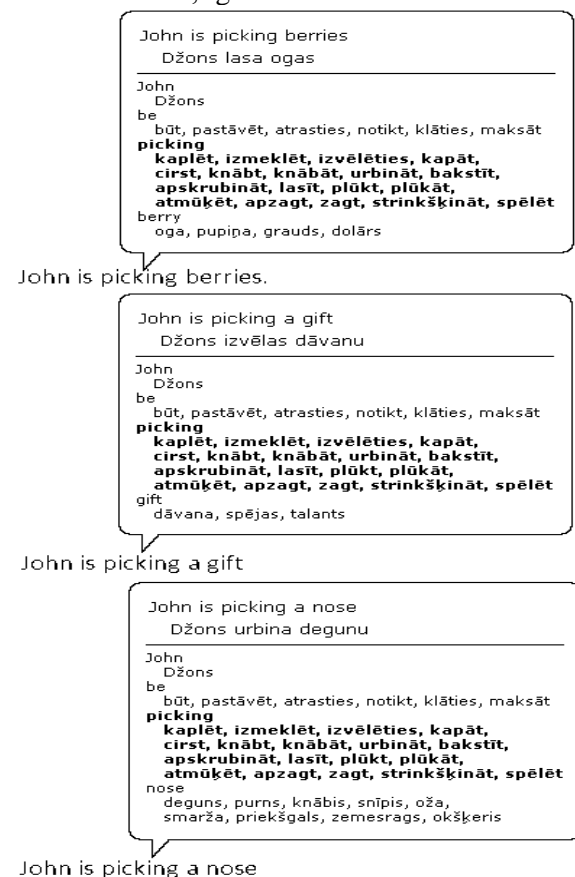 John is picking berries
Džons lasa ogas
John
Džons
be
būt, pastāvēt, atrasties, notikt, klāties, maksāt
picking
kaplēt, izmeklēt, izvēlēties, kapāt,
cirst, knābt, knābāt, urbināt, bakstīt,
apskrubināt, lasīt, plūkt, plūkāt,
atmūķēt, apzagt, zagt, strinkšķināt, spēlēt
berry
oga, pupiņa, grauds, dolārs
John is picking berries.
John is picking a gift
Džons izvēlas dāvanu
John
Džons
be
būt, pastāvēt, atrasties, notikt, klāties, maksāt
picking
kaplēt, izmeklēt, izvēlēties, kapāt,
cirst, knābt, knābāt, urbināt, bakstīt,
apskrubināt, lasīt, plūkt, plūkāt,
atmūķēt, apzagt, zagt, strinkšķināt, spēlēt
gift
dāvana, spējas, talants
John is picking a gift
John is picking a nose
Džons urbina degunu
John
Džons
be
būt, pastāvēt, atrasties, notikt, klāties, maksāt
picking
kaplēt, izmeklēt, izvēlēties, kapāt,
cirst, knābt, knābāt, urbināt, bakstīt,
apskrubināt, lasīt, plūkt, plūkāt,
atmūķēt, apzagt, zagt, strinkšķināt, spēlēt
nose
deguns, purns, knābis, snīpis, oža,
smarža, priekšgals, zemesrags, okšķeris
John is picking a nose